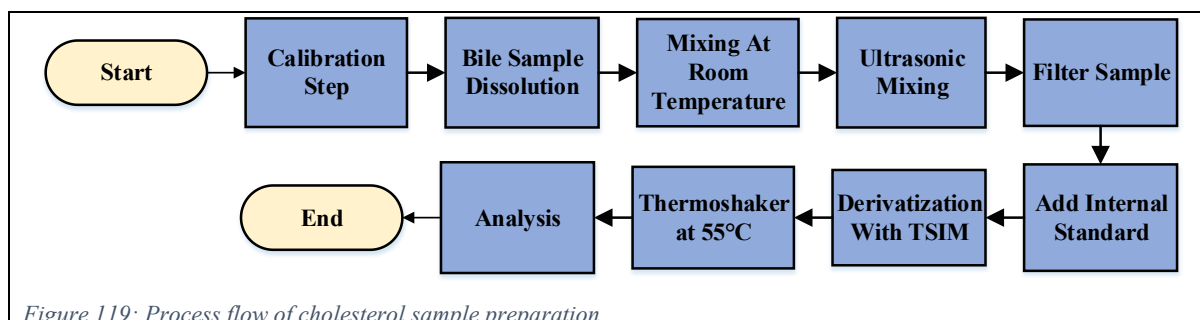 Start
Calibration
Step
Bile Sample
Dissolution
Mixing At
Room
Temperature
Ultrasonic
Mixing
Filter Sample
Add Internal
Standard
Derivatization
With TSIM
Thermoshaker
at 55°C
Analysis
End
Figure 119: Process flow of cholesterol sample preparation